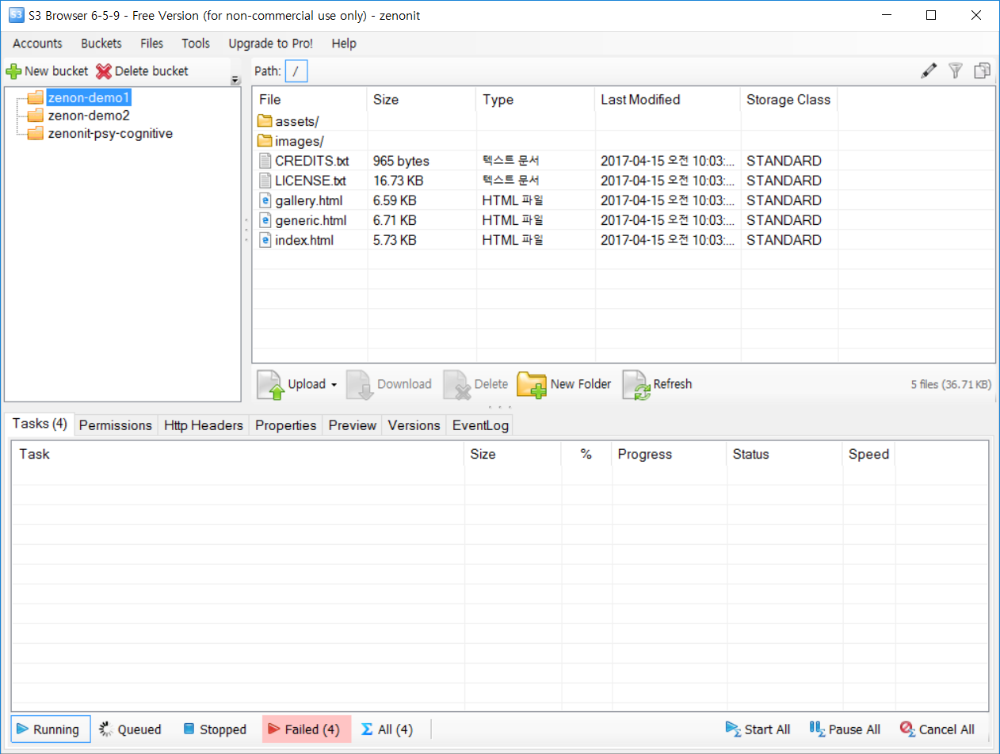 S3 S3 Browser 6-5-9 - Free Version (for non-commercial use only) - zenonit
Accounts Buckets Files Tools Upgrade to Pro! Help
New bucket Delete bucket Path: /
zenon-demo1
zenon-demo2
zenonit-psy-cognitive
File Size Type Last Modified Storage Class
assets/
images/
CREDITS.txt 965 bytes 텍스트 문서 2017-04-15 오전 10:03:... STANDARD
LICENSE.txt 16.73 KB 텍스트 문서 2017-04-15 오전 10:03:... STANDARD
gallery.html 6.59 KB HTML 파일 2017-04-15 오전 10:03:... STANDARD
generic.html 6.71 KB HTML 파일 2017-04-15 오전 10:03:... STANDARD
index.html 5.73 KB HTML 파일 2017-04-15 오전 10:03:... STANDARD
Upload Download Delete New Folder Refresh 5 files (36.71 KB)
Tasks (4) Permissions Http Headers Properties Preview Versions EventLog
Task Size % Progress Status Speed
Running Queued Stopped Failed (4) Σ All (4) Start All Pause All Cancel All